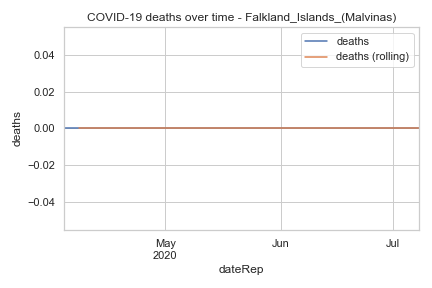 COVID-19 deaths over time - Falkland_Islands_(Malvinas)
deaths
deaths (rolling)
deaths
0.04
0.02
0.00
−0.02
−0.04
May
2020
Jun
Jul
dateRep